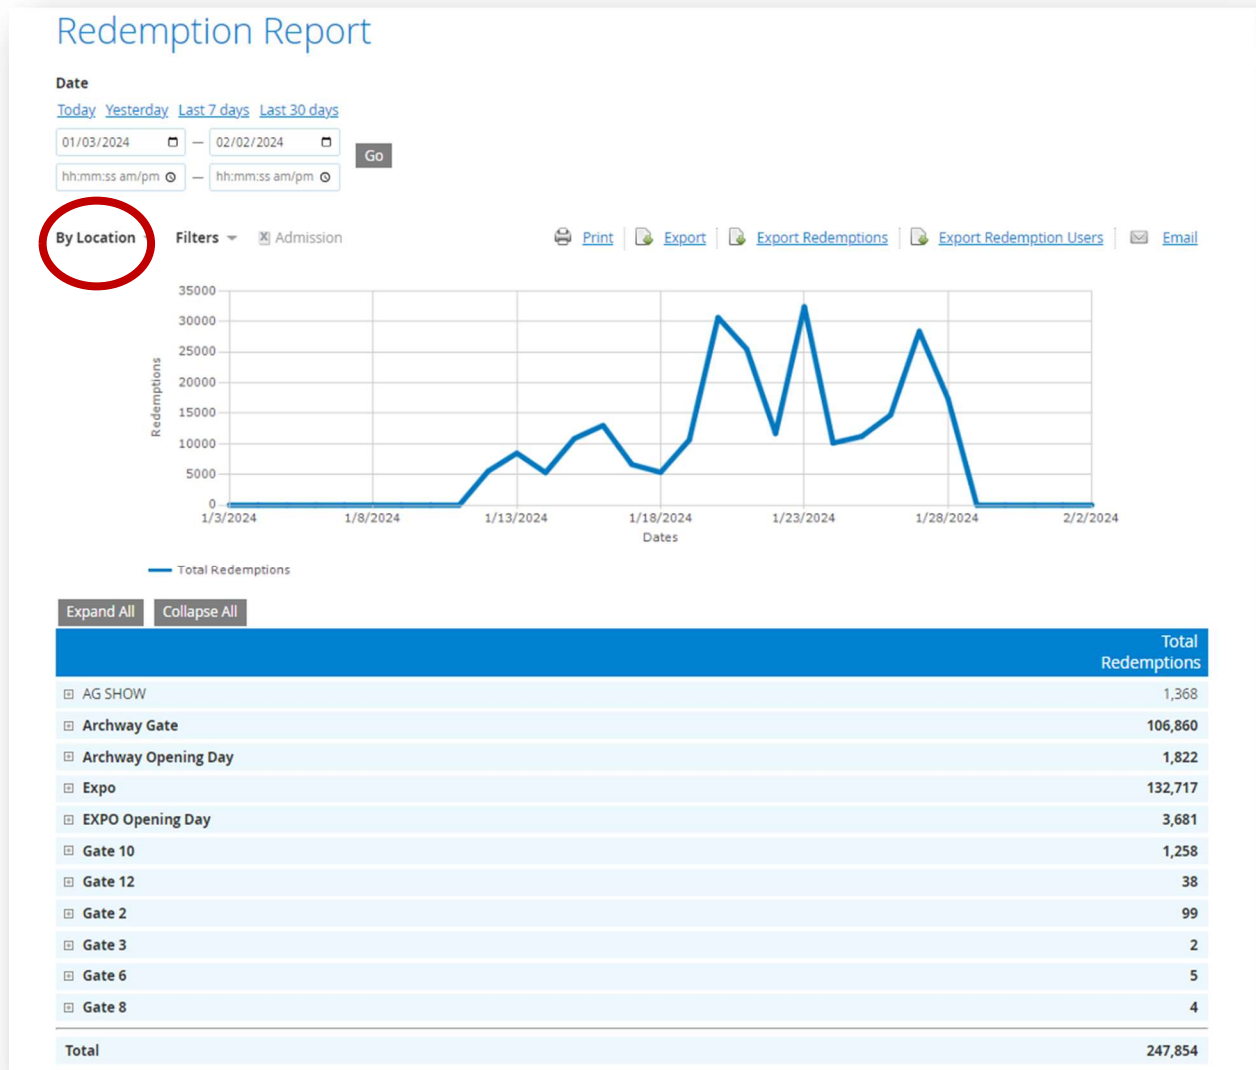 Redemption Report
Date
Today Yesterday Last 7 days Last 30 days
01/03/2024 — 02/02/2024
Go
hh:mm:ss am/pm — hh:mm:ss am/pm
By Location Filters Admission Print Export Export Redemptions Export Redemption Users Email
35000
30000
25000
20000
15000
10000
5000
0
Redemptions
1/3/2024 1/8/2024 1/13/2024 1/18/2024 1/23/2024 1/28/2024 2/2/2024
Dates
Total Redemptions
Expand All Collapse All
Total
Redemptions
AG SHOW 1,368
Archway Gate 106,860
Archway Opening Day 1,822
Expo 132,717
EXPO Opening Day 3,681
Gate 10 1,258
Gate 12 38
Gate 2 99
Gate 3 2
Gate 6 5
Gate 8 4
Total 247,854